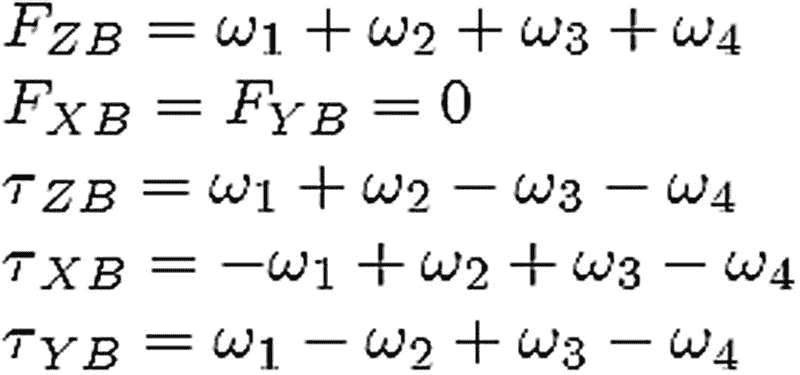 F_{ZB} = ω_1 + ω_2 + ω_3 + ω_4
F_{XB} = F_{YB} = 0
τ_{ZB} = ω_1 + ω_2 − ω_3 − ω_4
τ_{XB} = −ω_1 + ω_2 + ω_3 − ω_4
τ_{YB} = ω_1 − ω_2 + ω_3 − ω_4